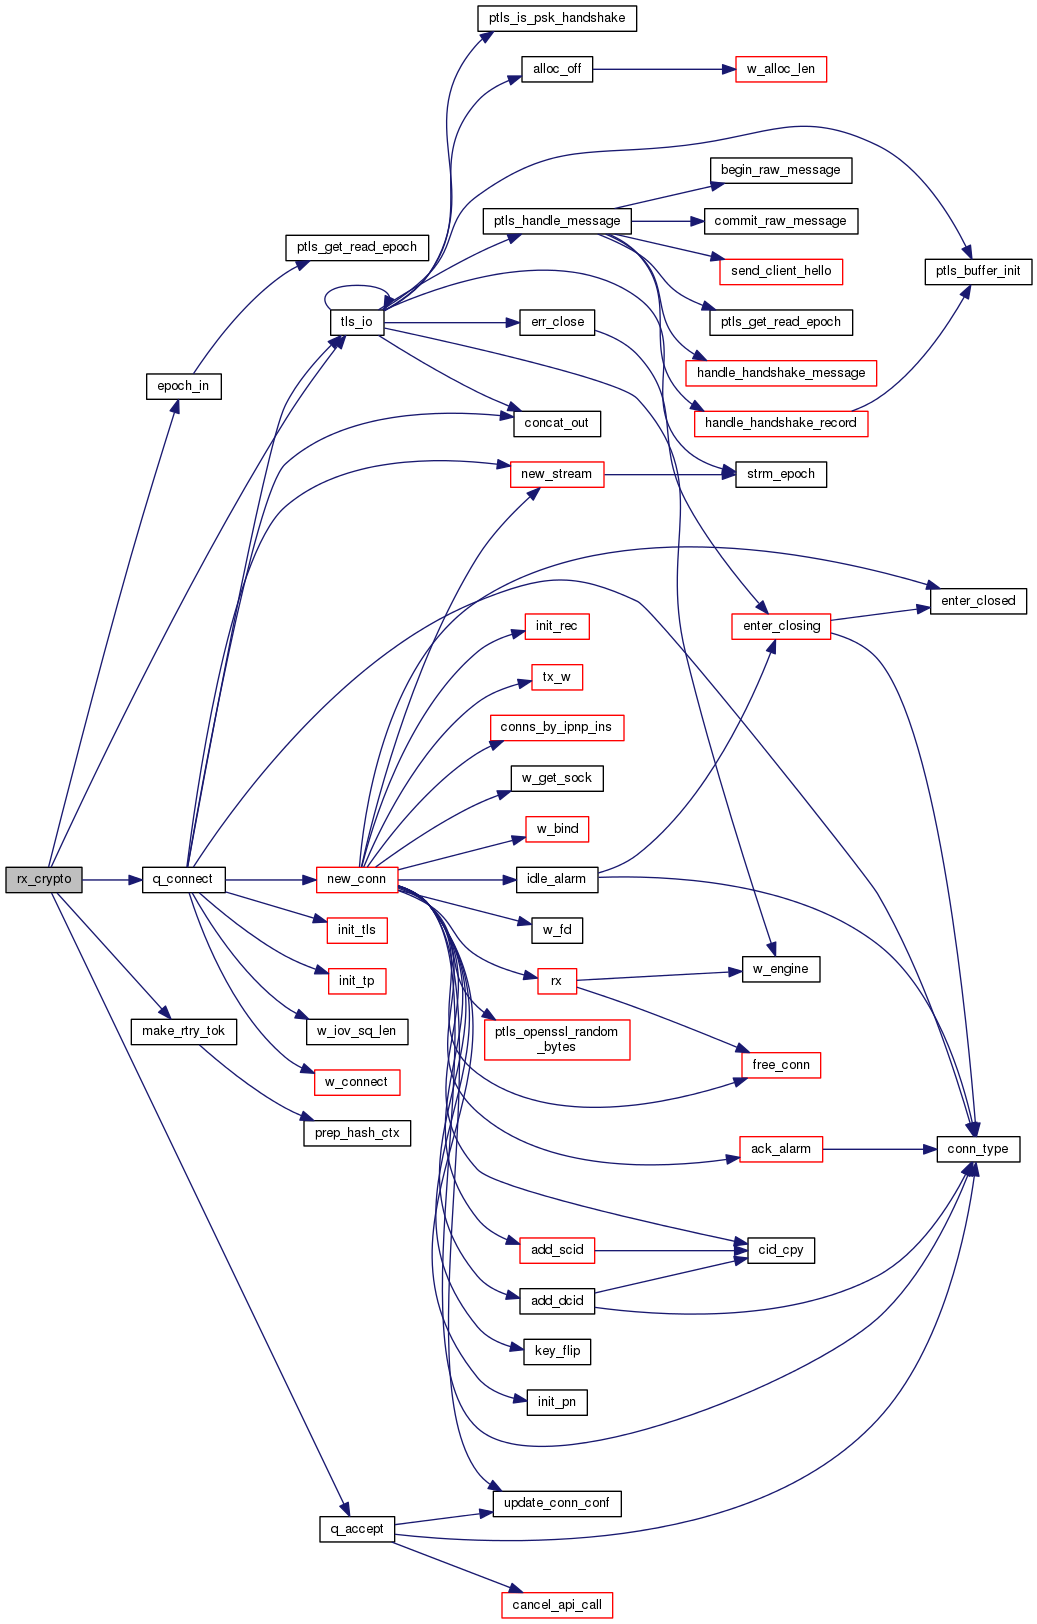 ptls_is_psk_handshake
alloc_off
w_alloc_len
begin_raw_message
ptls_handle_message
commit_raw_message
ptls_get_read_epoch
send_client_hello
ptls_buffer_init
tls_io
err_close
ptls_get_read_epoch
epoch_in
handle_handshake_message
concat_out
handle_handshake_record
new_stream
strm_epoch
enter_closed
init_rec
enter_closing
tx_w
conns_by_ipnp_ins
w_get_sock
w_bind
rx_crypto
q_connect
new_conn
idle_alarm
init_tls
w_fd
w_engine
init_tp
rx
make_rtry_tok
w_iov_sq_len
ptls_openssl_random
_bytes
free_conn
w_connect
prep_hash_ctx
ack_alarm
conn_type
add_scid
cid_cpy
add_dcid
key_flip
init_pn
update_conn_conf
q_accept
cancel_api_call